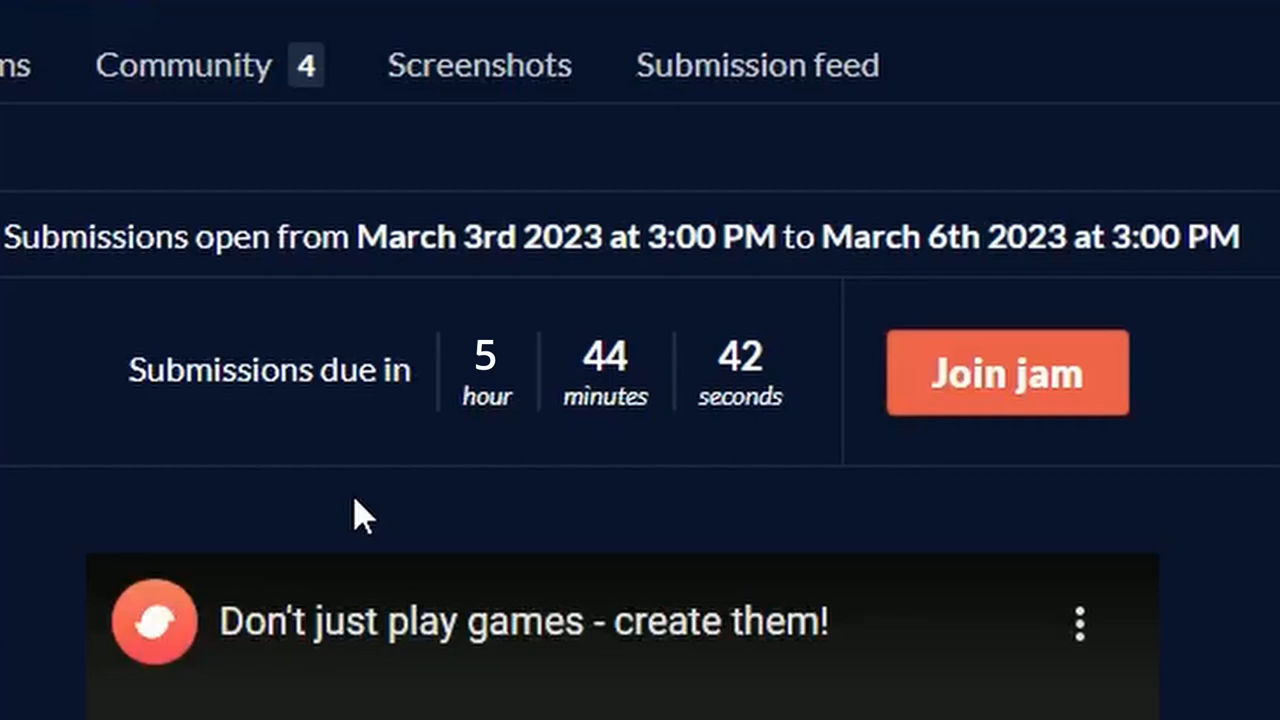 Community 4 Screenshots Submission feed
Submissions open from March 3rd 2023 at 3:00 PM to March 6th 2023 at 3:00 PM
Submissions due in 5 hour 44 minutes 42 seconds
Join jam
Don't just play games - create them!